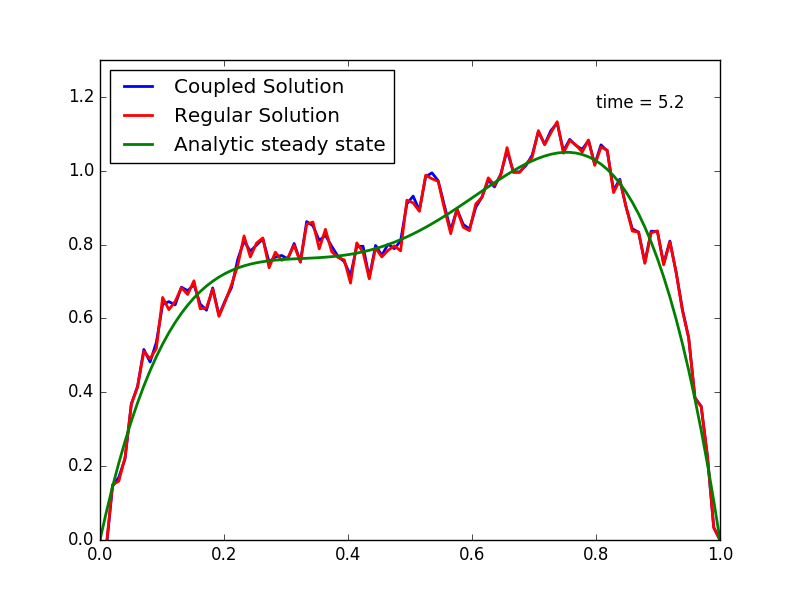 1.2
1.0
0.8
0.6
0.4
0.2
0.0
Coupled Solution
Regular Solution
Analytic steady state
time = 5.2
0.0 0.2 0.4 0.6 0.8 1.0